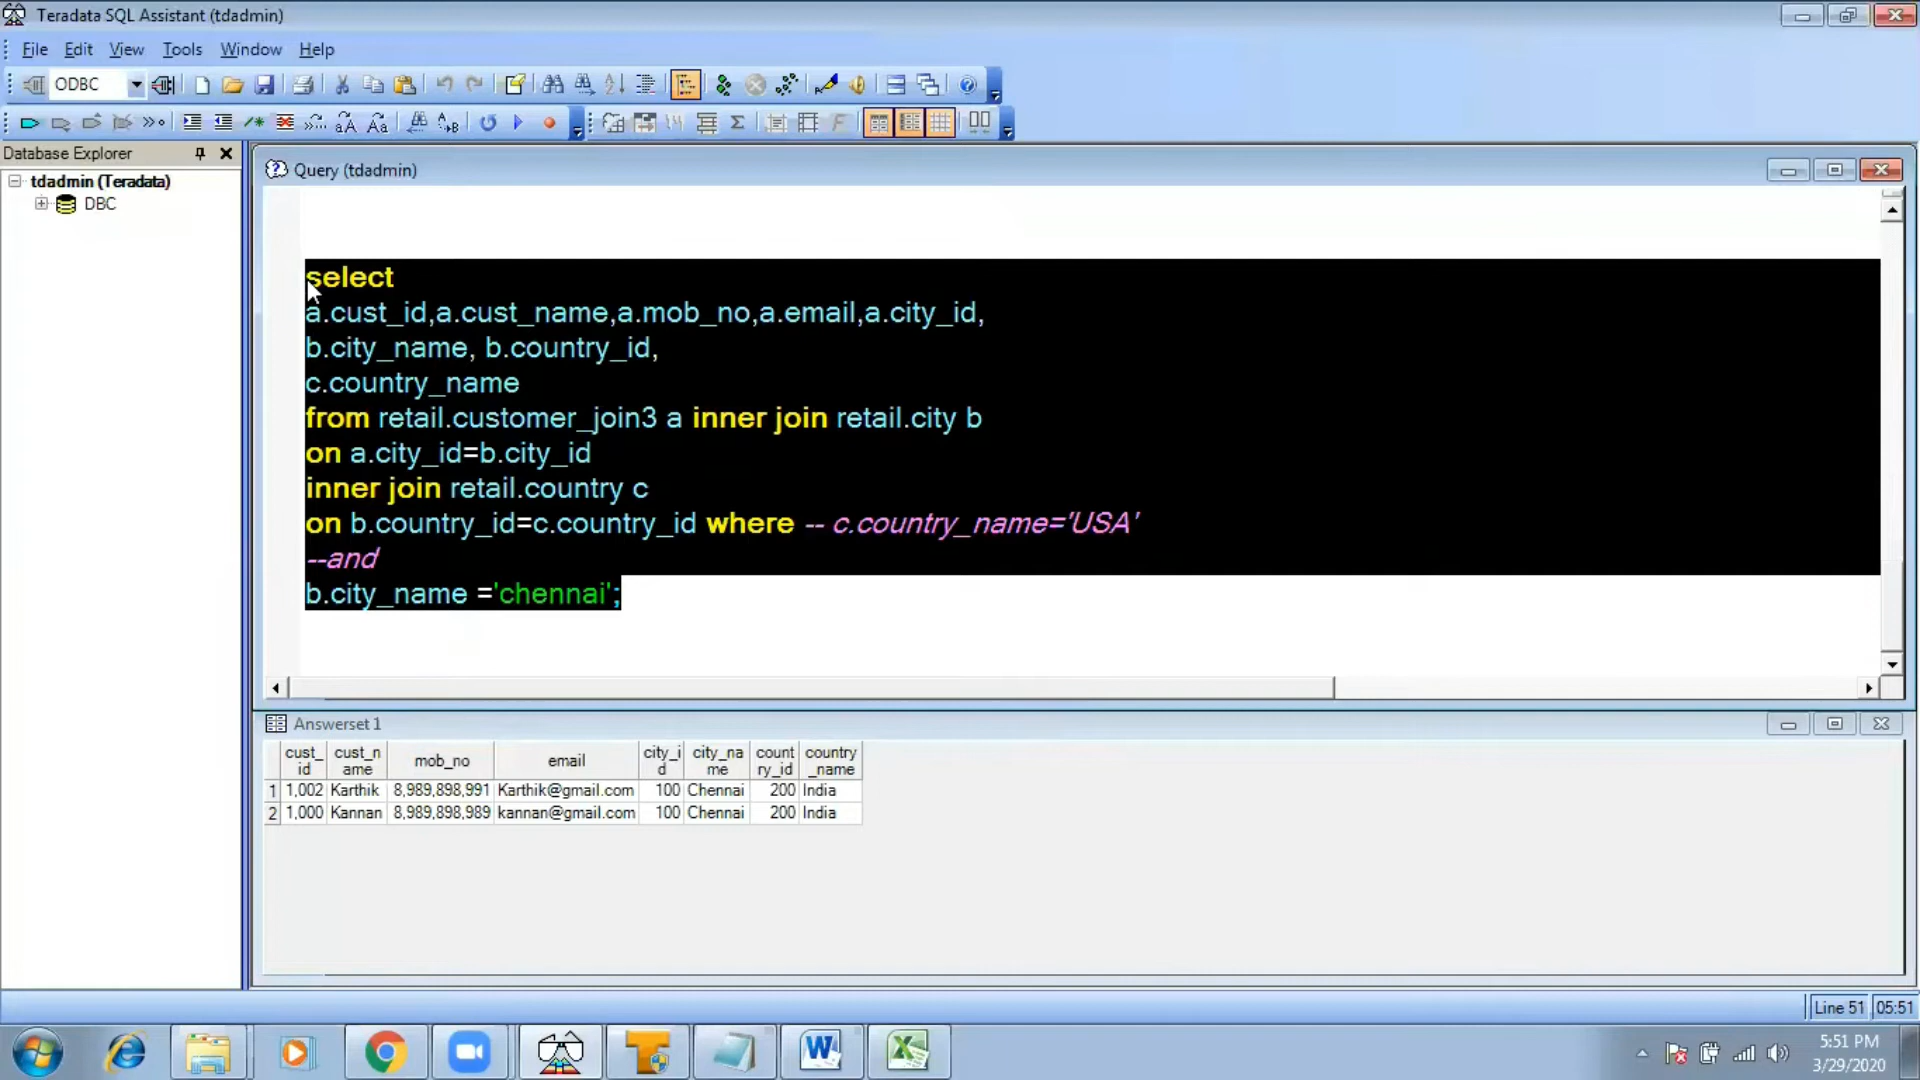 Teradata SQL Assistant (tdadmin)
File Edit View Tools Window Help
ODBC
Database Explorer
tdadmin (Teradata)
DBC
Query (tdadmin)
select
a.cust_id,a.cust_name,a.mob_no,a.email,a.city_id,
b.city_name, b.country_id,
c.country_name
from retail.customer_join3 a inner join retail.city b
on a.city_id=b.city_id
inner join retail.country c
on b.country_id=c.country_id where -- c.country_name='USA'
--and
b.city_name ='chennai';
Answerset 1
cust_id cust_name mob_no email city_id city_name country_id country_name
1 1,002 Karthik 8,989,898,991 Karthik@gmail.com 100 Chennai 200 India
2 1,000 Kannan 8,989,898,989 kannan@gmail.com 100 Chennai 200 India
Line 51 05:51
5:51 PM
3/29/2020